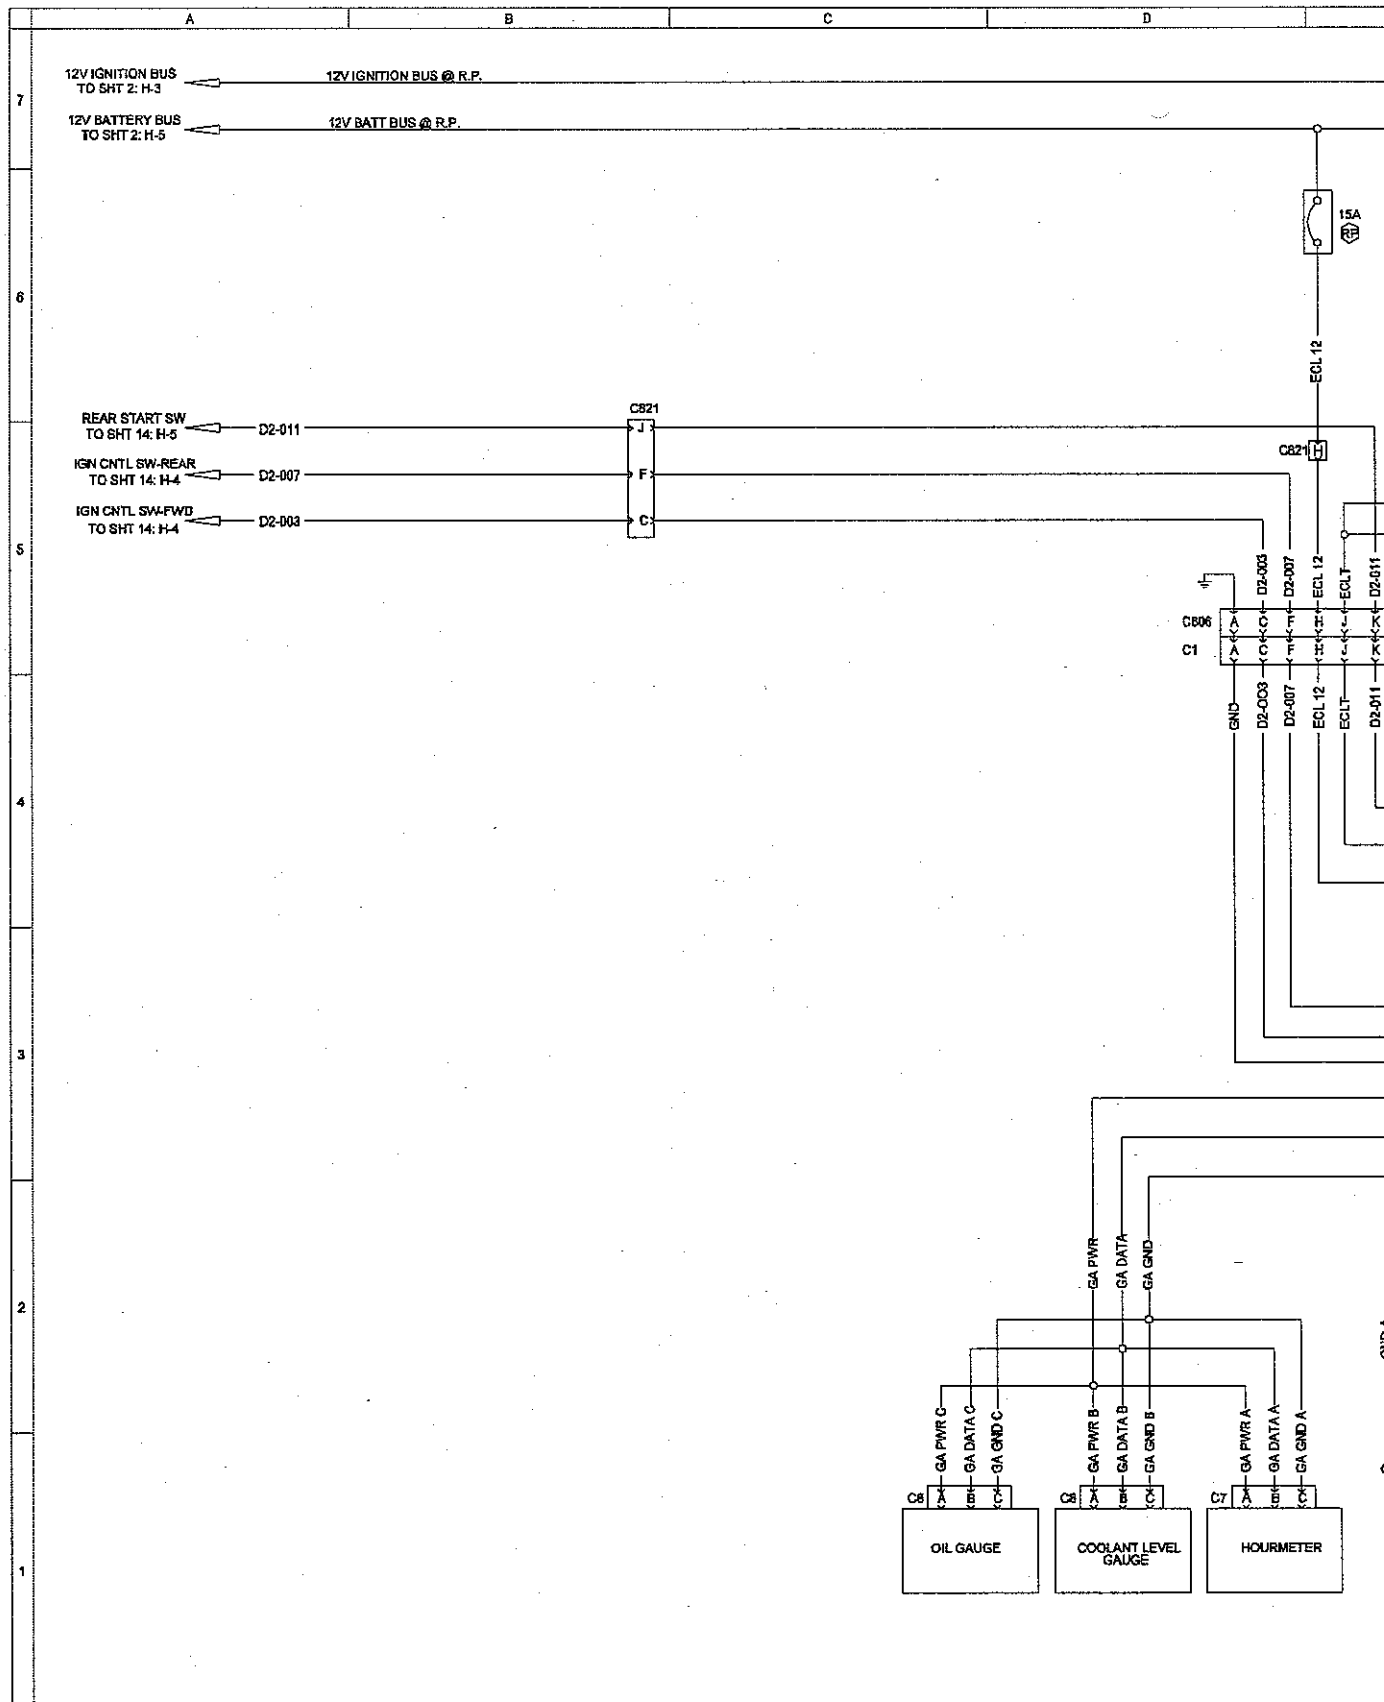 A B C D
7
12V IGNITION BUS
TO SHT 2: H-3
12V IGNITION BUS @ R.P.
12V BATTERY BUS
TO SHT 2: H-5
12V BATT BUS @ R.P.
15A
RP
6
ECL 12
REAR START SW
TO SHT 14: H-5
D2-011
C821
J
IGN CNTL SW-REAR
TO SHT 14: H-4
D2-007
F
C821 H
IGN CNTL SW-FWD
TO SHT 14: H-4
D2-003
C
5
D2-003
D2-007
ECL 12
ECLT
D2-011
C806 A C F H J K
C1 A C F H J K
GND
D2-003
D2-007
ECL 12
ECLT
D2-011
4
3
GA PWR
GA DATA
GA GND
2
GA PWR C
GA DATA C
GA GND C
GA PWR B
GA DATA B
GA GND B
GA PWR A
GA DATA A
GA GND A
A B C
A B C
C7 A B C
OIL GAUGE
COOLANT LEVEL
GAUGE
HOURMETER
1